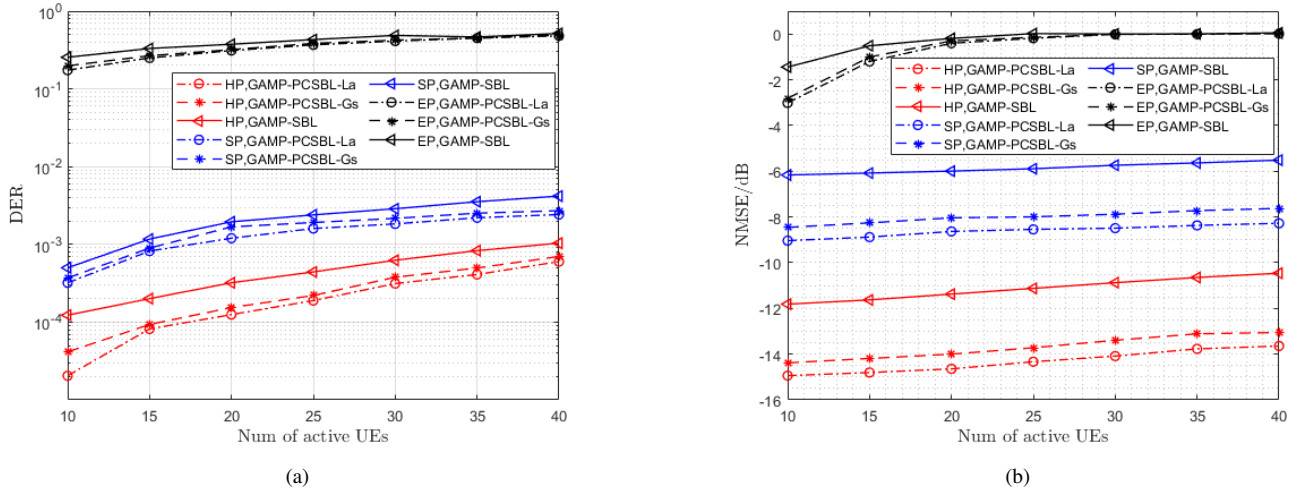 10^0
10^-1
10^-2
10^-3
10^-4
DER
10 15 20 25 30 35 40
Num of active UEs
HP,GAMP-PCSBL-La
HP,GAMP-PCSBL-Gs
HP,GAMP-SBL
SP,GAMP-PCSBL-La
SP,GAMP-PCSBL-Gs
SP,GAMP-SBL
EP,GAMP-PCSBL-La
EP,GAMP-PCSBL-Gs
EP,GAMP-SBL
(a)
0
-2
-4
-6
-8
-10
-12
-14
-16
NMSE/dB
10 15 20 25 30 35 40
Num of active UEs
HP,GAMP-PCSBL-La
HP,GAMP-PCSBL-Gs
HP,GAMP-SBL
SP,GAMP-PCSBL-La
SP,GAMP-PCSBL-Gs
SP,GAMP-SBL
EP,GAMP-PCSBL-La
EP,GAMP-PCSBL-Gs
EP,GAMP-SBL
(b)